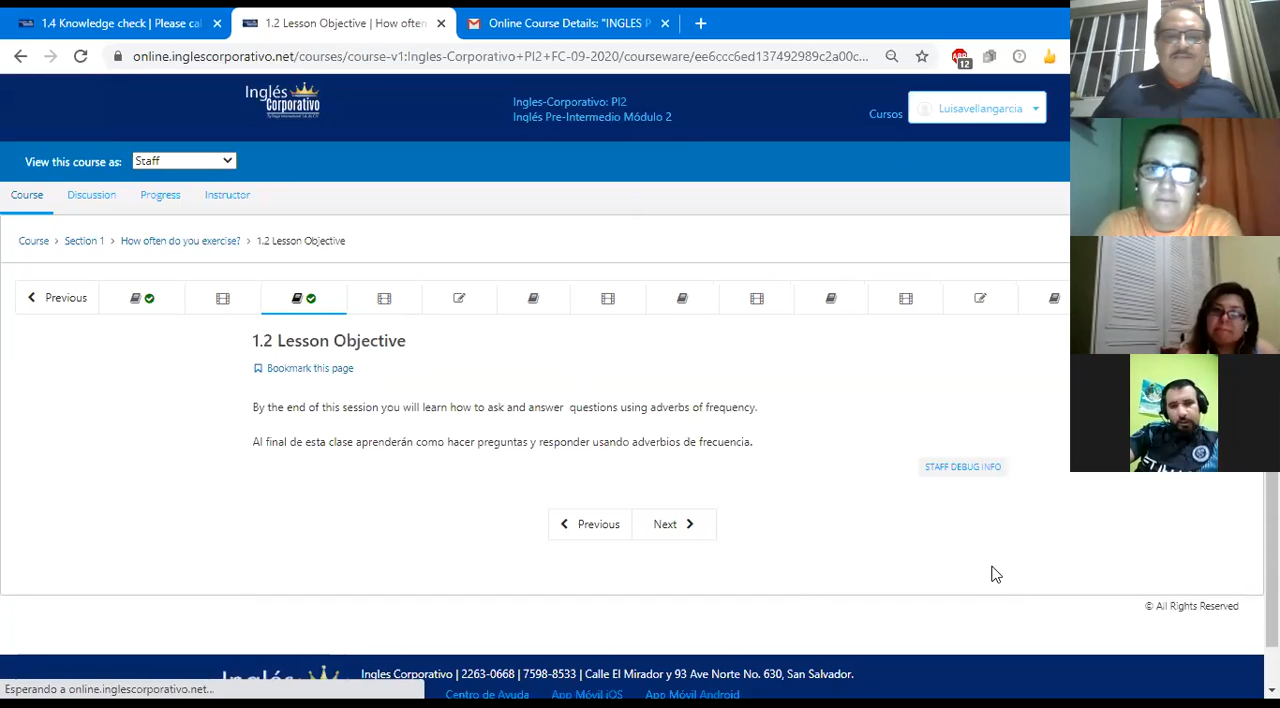 1.4 Knowledge check | Please ca
1.2 Lesson Objective | How often
Online Course Details: "INGLES P
online.inglescorporativo.net/courses/course-v1:Ingles-Corporativo+PI2+FC-09-2020/courseware/ee6ccc6ed137492989c2a00c...
12
Inglés
Corporativo
Ingles-Corporativo: PI2
Inglés Pre-Intermedio Módulo 2
Cursos
Luisavellangarcia
View this course as:
Staff
Course
Discussion
Progress
Instructor
Course > Section 1 > How often do you exercise? > 1.2 Lesson Objective
Previous
1.2 Lesson Objective
Bookmark this page
By the end of this session you will learn how to ask and answer questions using adverbs of frequency.
Al final de esta clase aprenderán como hacer preguntas y responder usando adverbios de frecuencia.
STAFF DEBUG INFO
Previous
Next
© All Rights Reserved
Inglés
Ingles Corporativo | 2263-0668 | 7598-8533 | Calle El Mirador y 93 Ave Norte No. 630, San Salvador.
Esperando a online.inglescorporativo.net...
Centro de Ayuda
App Móvil iOS
App Móvil Android